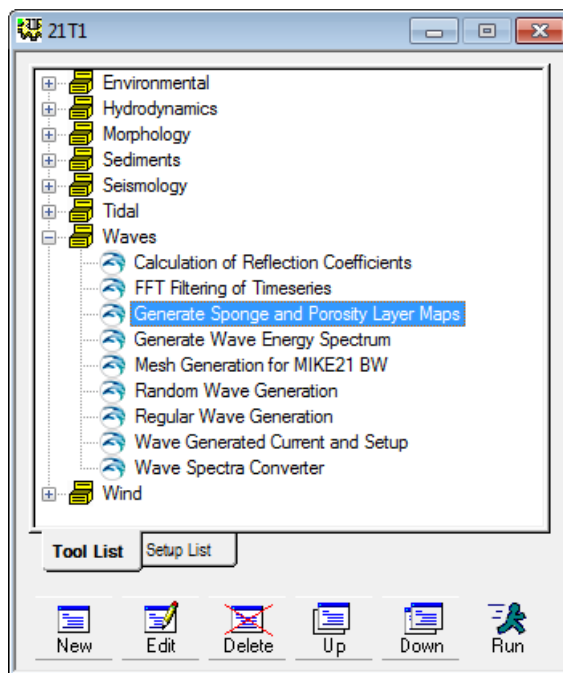 21T1
Environmental
Hydrodynamics
Morphology
Sediments
Seismology
Tidal
Waves
Calculation of Reflection Coefficients
FFT Filtering of Timeseries
Generate Sponge and Porosity Layer Maps
Generate Wave Energy Spectrum
Mesh Generation for MIKE21 BW
Random Wave Generation
Regular Wave Generation
Wave Generated Current and Setup
Wave Spectra Converter
Wind
Tool List Setup List
New Edit Delete Up Down Run